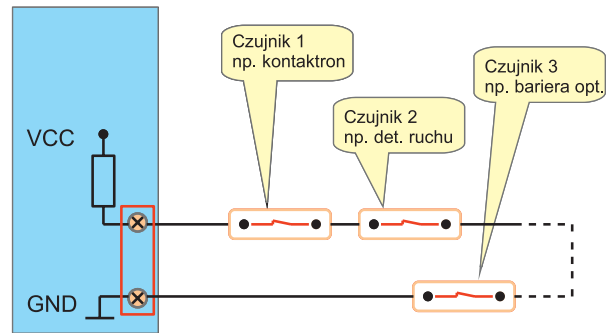 Czujnik 1
np. kontaktron
Czujnik 2
np. det. ruchu
Czujnik 3
np. bariera opt.
VCC
GND